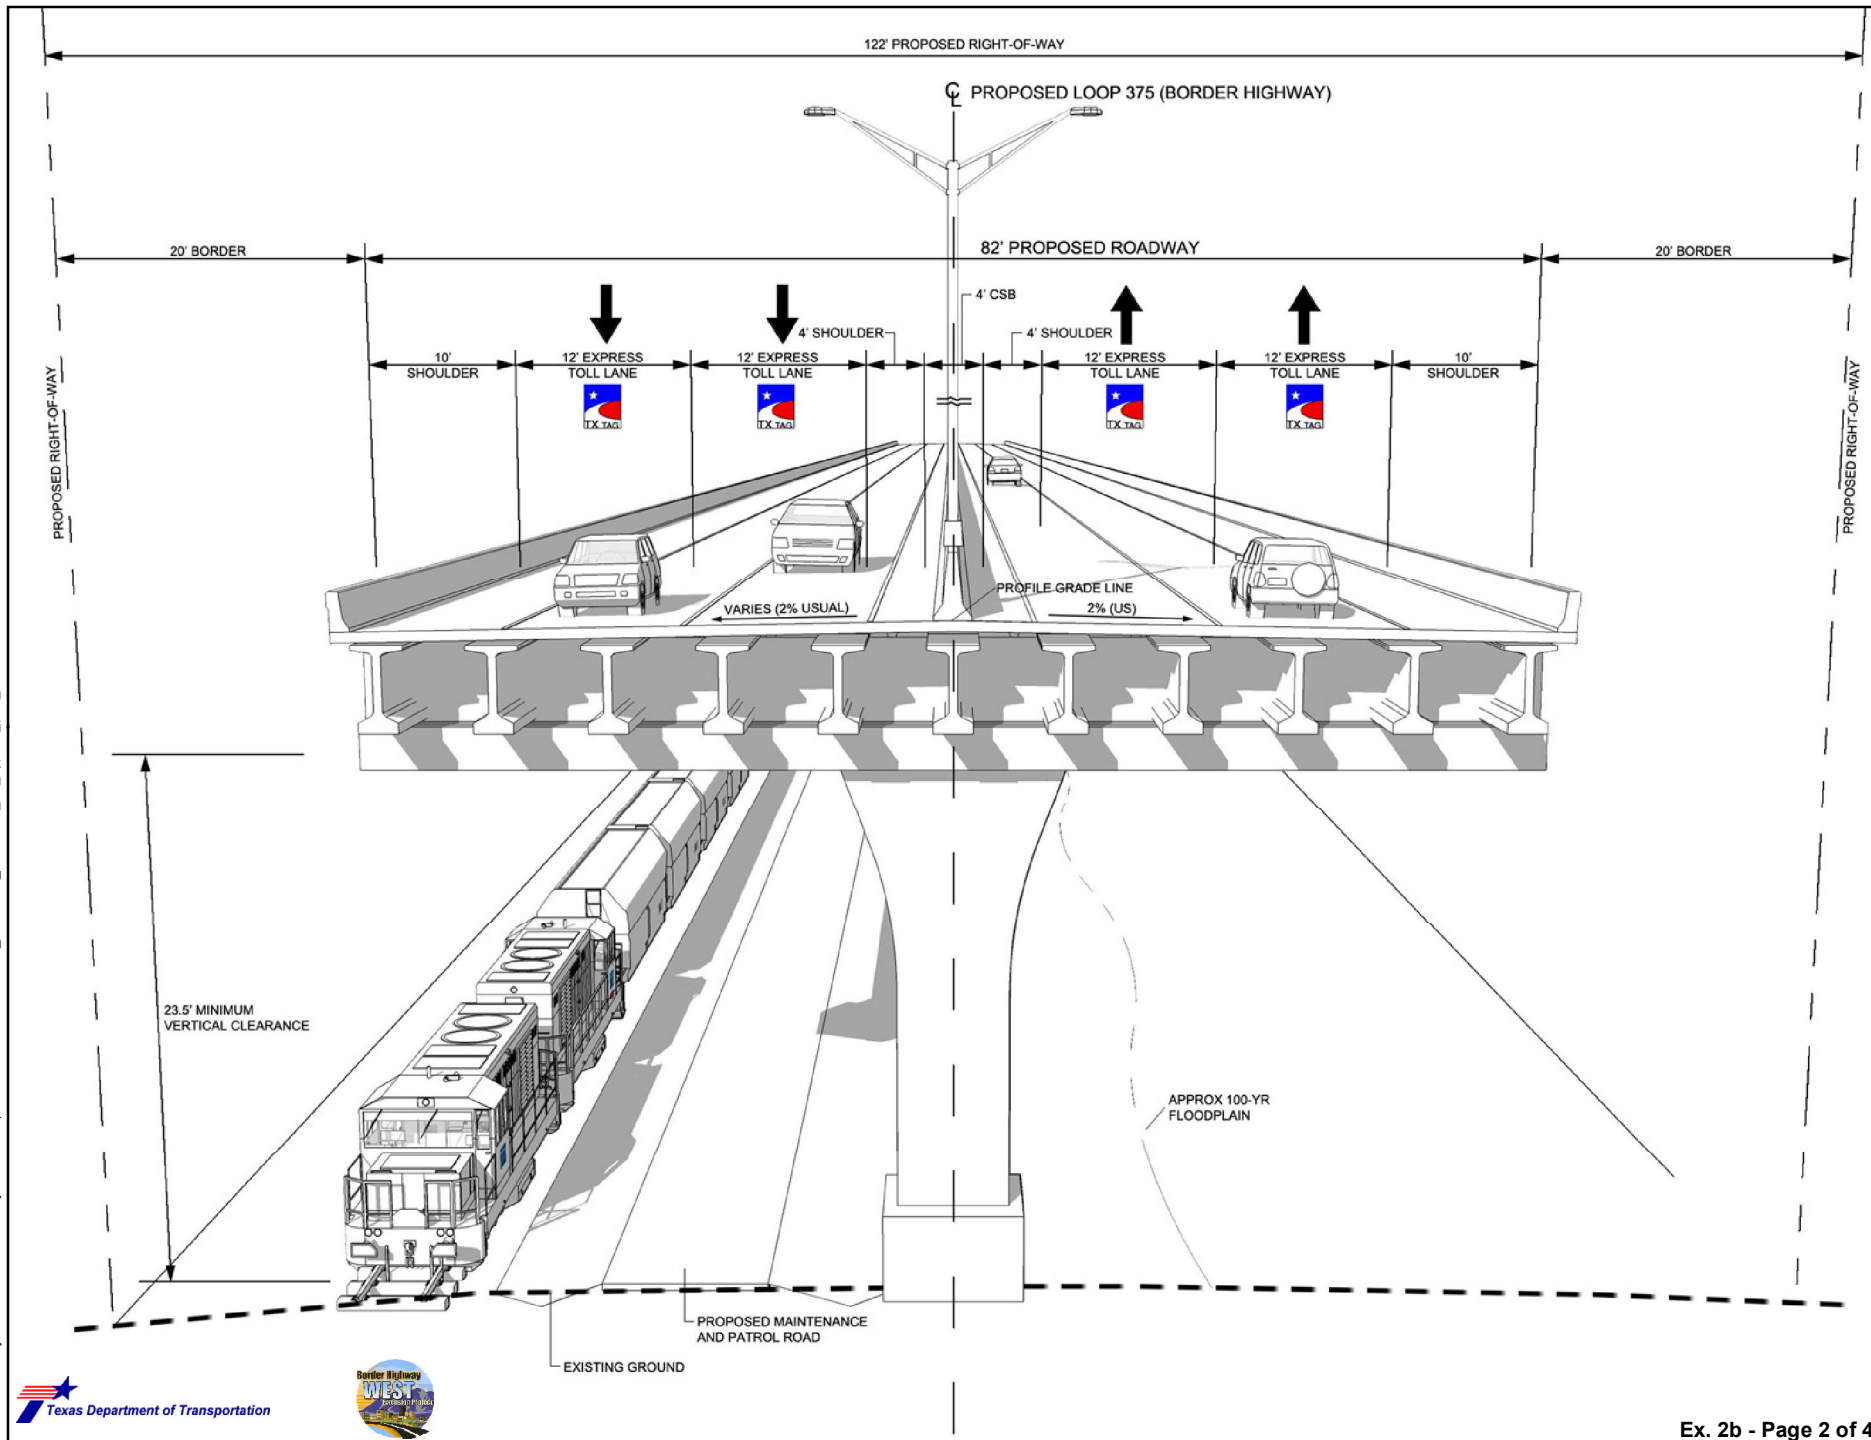 122' PROPOSED RIGHT-OF-WAY
CL PROPOSED LOOP 375 (BORDER HIGHWAY)
20' BORDER
82' PROPOSED ROADWAY
20' BORDER
4' CSB
4' SHOULDER
4' SHOULDER
10'
SHOULDER
12' EXPRESS
TOLL LANE
12' EXPRESS
TOLL LANE
12' EXPRESS
TOLL LANE
12' EXPRESS
TOLL LANE
10'
SHOULDER
TX TAG
TX TAG
TX TAG
TX TAG
PROPOSED RIGHT-OF-WAY
PROPOSED RIGHT-OF-WAY
PROFILE GRADE LINE
VARIES (2% USUAL)
2% (US)
23.5' MINIMUM
VERTICAL CLEARANCE
APPROX 100-YR
FLOODPLAIN
PROPOSED MAINTENANCE
AND PATROL ROAD
EXISTING GROUND
Texas Department of Transportation
Border Highway
WEST
Extension Project
Ex. 2b - Page 2 of 4